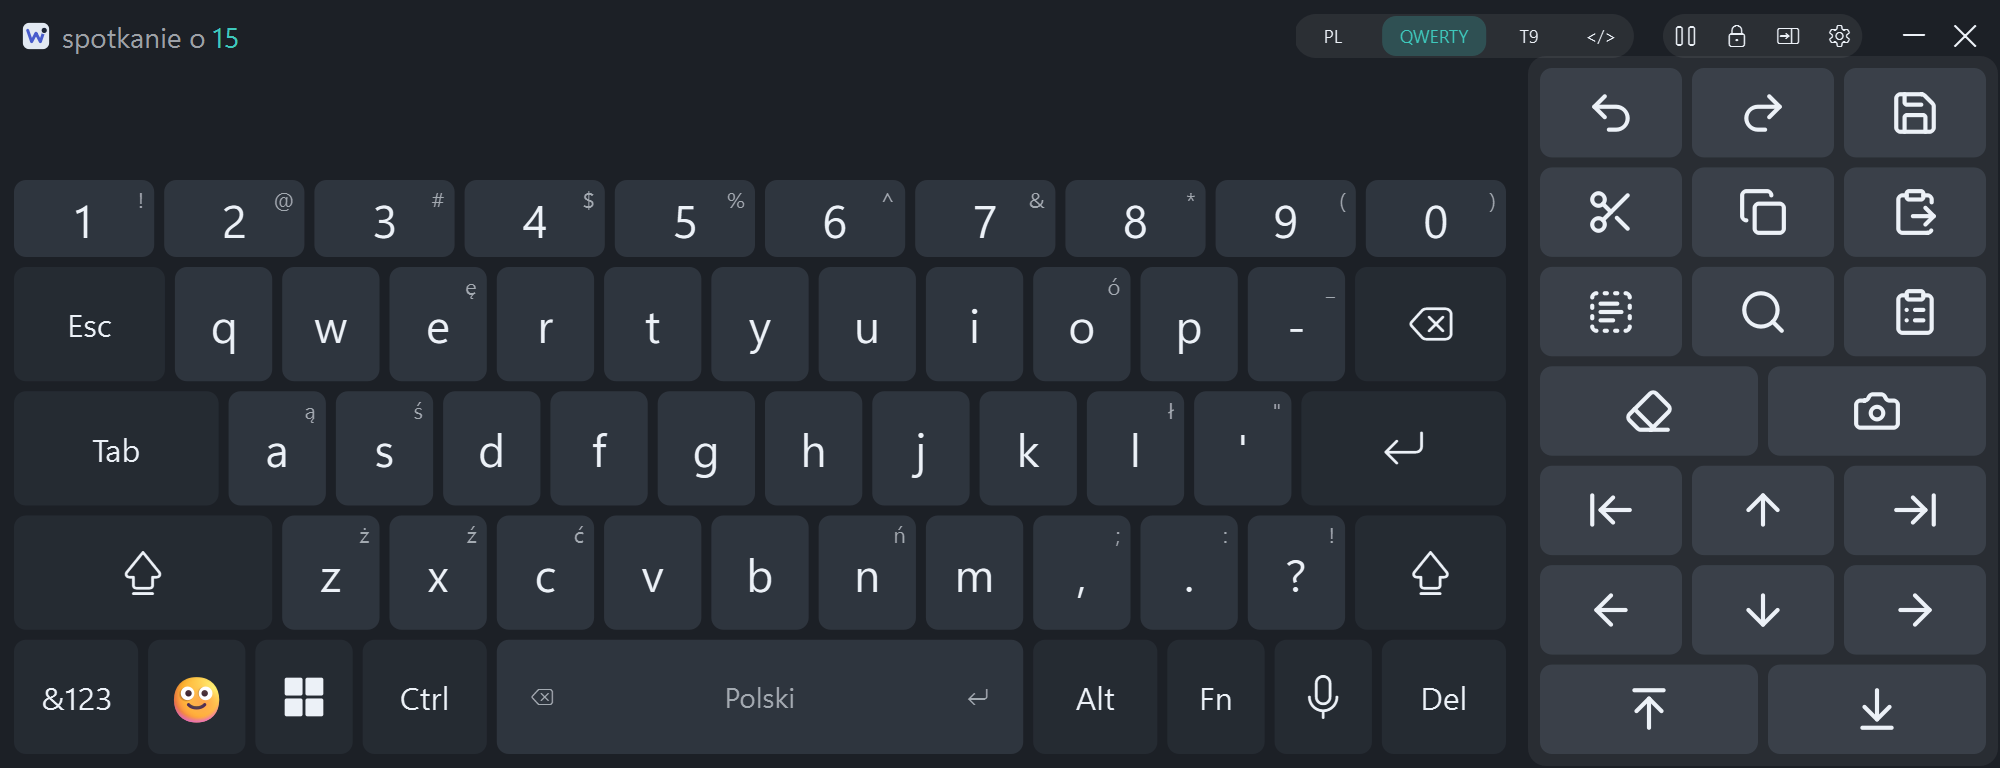 spotkanie o 15
PL QWERTY T9 </>
1 ! 2 @ 3 # 4 $ 5 % 6 ^ 7 & 8 * 9 ( 0 )
Esc q w e ę r t y u i o ó p - _
Tab a ą s ś d f g h j k l ł ' "
z ż x ź c ć v b n ń m , ; . : ? !
&123 Ctrl Polski Alt Fn Del